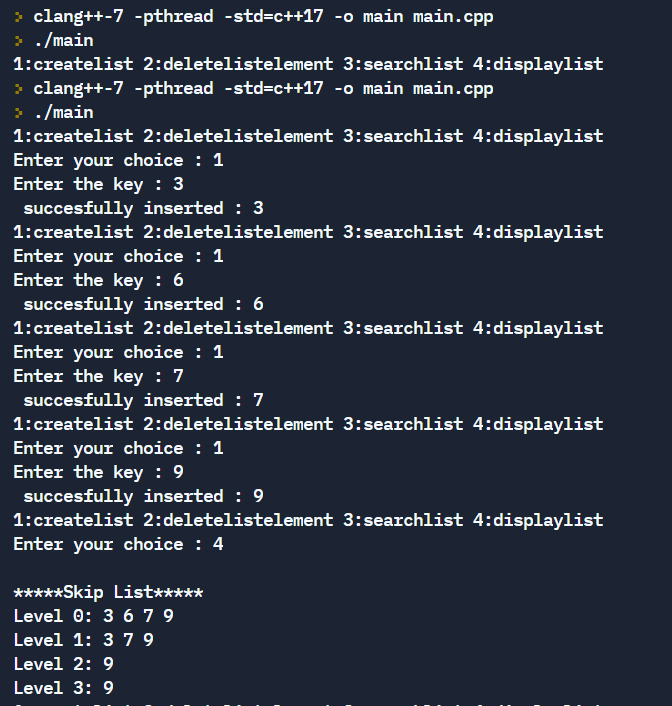 > clang++-7 -pthread -std=c++17 -o main main.cpp
> ./main
1:createlist 2:deletelistelement 3:searchlist 4:displaylist
> clang++-7 -pthread -std=c++17 -o main main.cpp
> ./main
1:createlist 2:deletelistelement 3:searchlist 4:displaylist
Enter your choice : 1
Enter the key : 3
 succesfully inserted : 3
1:createlist 2:deletelistelement 3:searchlist 4:displaylist
Enter your choice : 1
Enter the key : 6
 succesfully inserted : 6
1:createlist 2:deletelistelement 3:searchlist 4:displaylist
Enter your choice : 1
Enter the key : 7
 succesfully inserted : 7
1:createlist 2:deletelistelement 3:searchlist 4:displaylist
Enter your choice : 1
Enter the key : 9
 succesfully inserted : 9
1:createlist 2:deletelistelement 3:searchlist 4:displaylist
Enter your choice : 4

*****Skip List*****
Level 0: 3 6 7 9
Level 1: 3 7 9
Level 2: 9
Level 3: 9